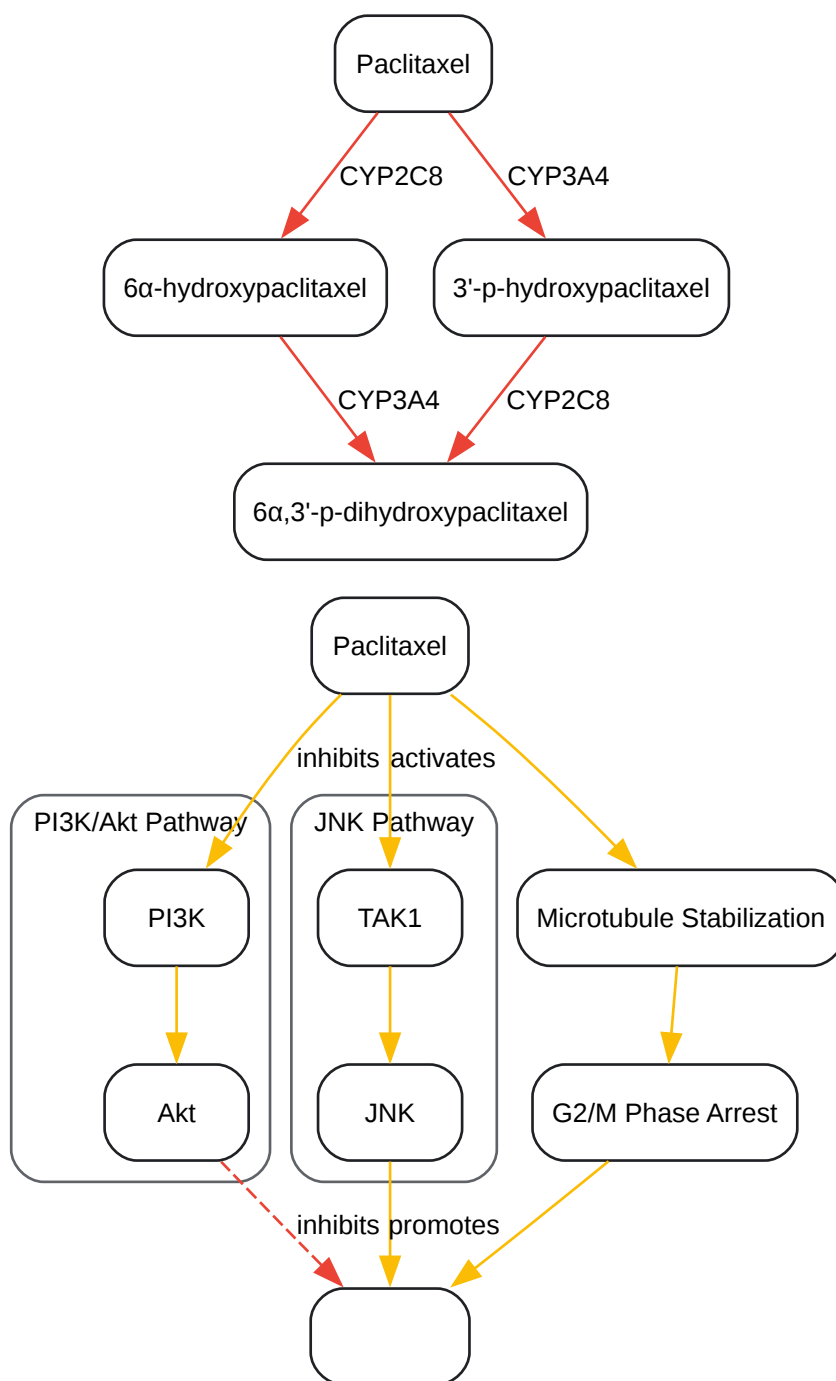 Paclitaxel
CYP2C8
CYP3A4
6α-hydroxypaclitaxel
3'-p-hydroxypaclitaxel
CYP3A4
CYP2C8
6α,3'-p-dihydroxypaclitaxel
Paclitaxel
inhibits
activates
PI3K/Akt Pathway
JNK Pathway
PI3K
TAK1
Microtubule Stabilization
Akt
JNK
G2/M Phase Arrest
inhibits
promotes